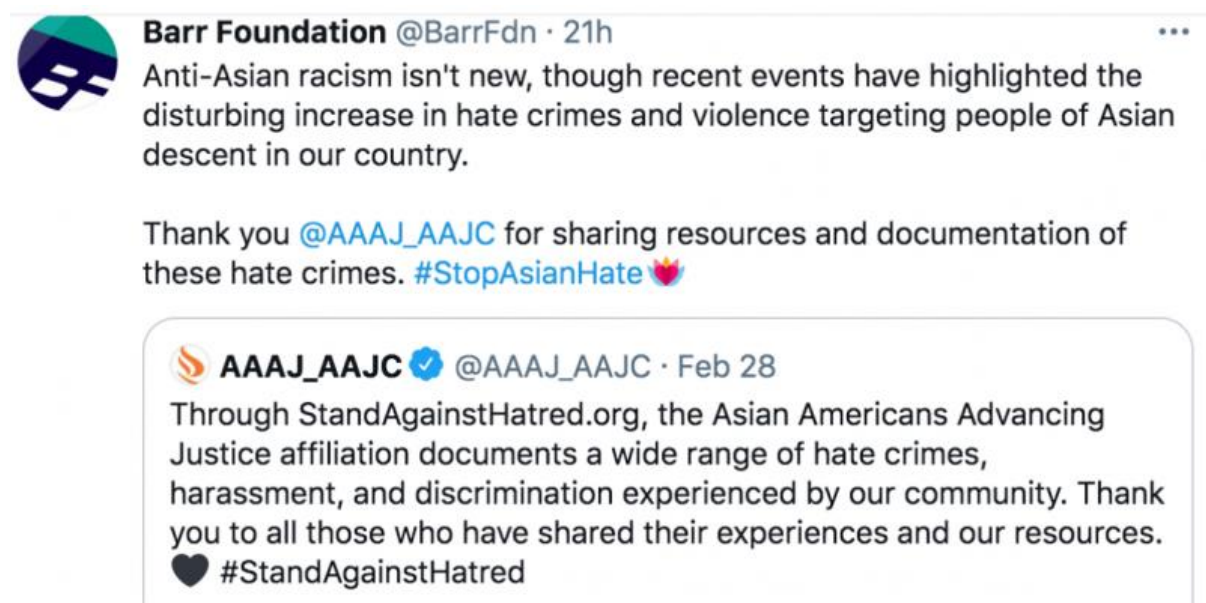 Barr Foundation @BarrFdn · 21h
Anti-Asian racism isn't new, though recent events have highlighted the
disturbing increase in hate crimes and violence targeting people of Asian
descent in our country.
Thank you @AAAJ_AAJC for sharing resources and documentation of
these hate crimes. #StopAsianHate
AAAJ_AAJC @AAAJ_AAJC · Feb 28
Through StandAgainstHatred.org, the Asian Americans Advancing
Justice affiliation documents a wide range of hate crimes,
harassment, and discrimination experienced by our community. Thank
you to all those who have shared their experiences and our resources.
🖤 #StandAgainstHatred